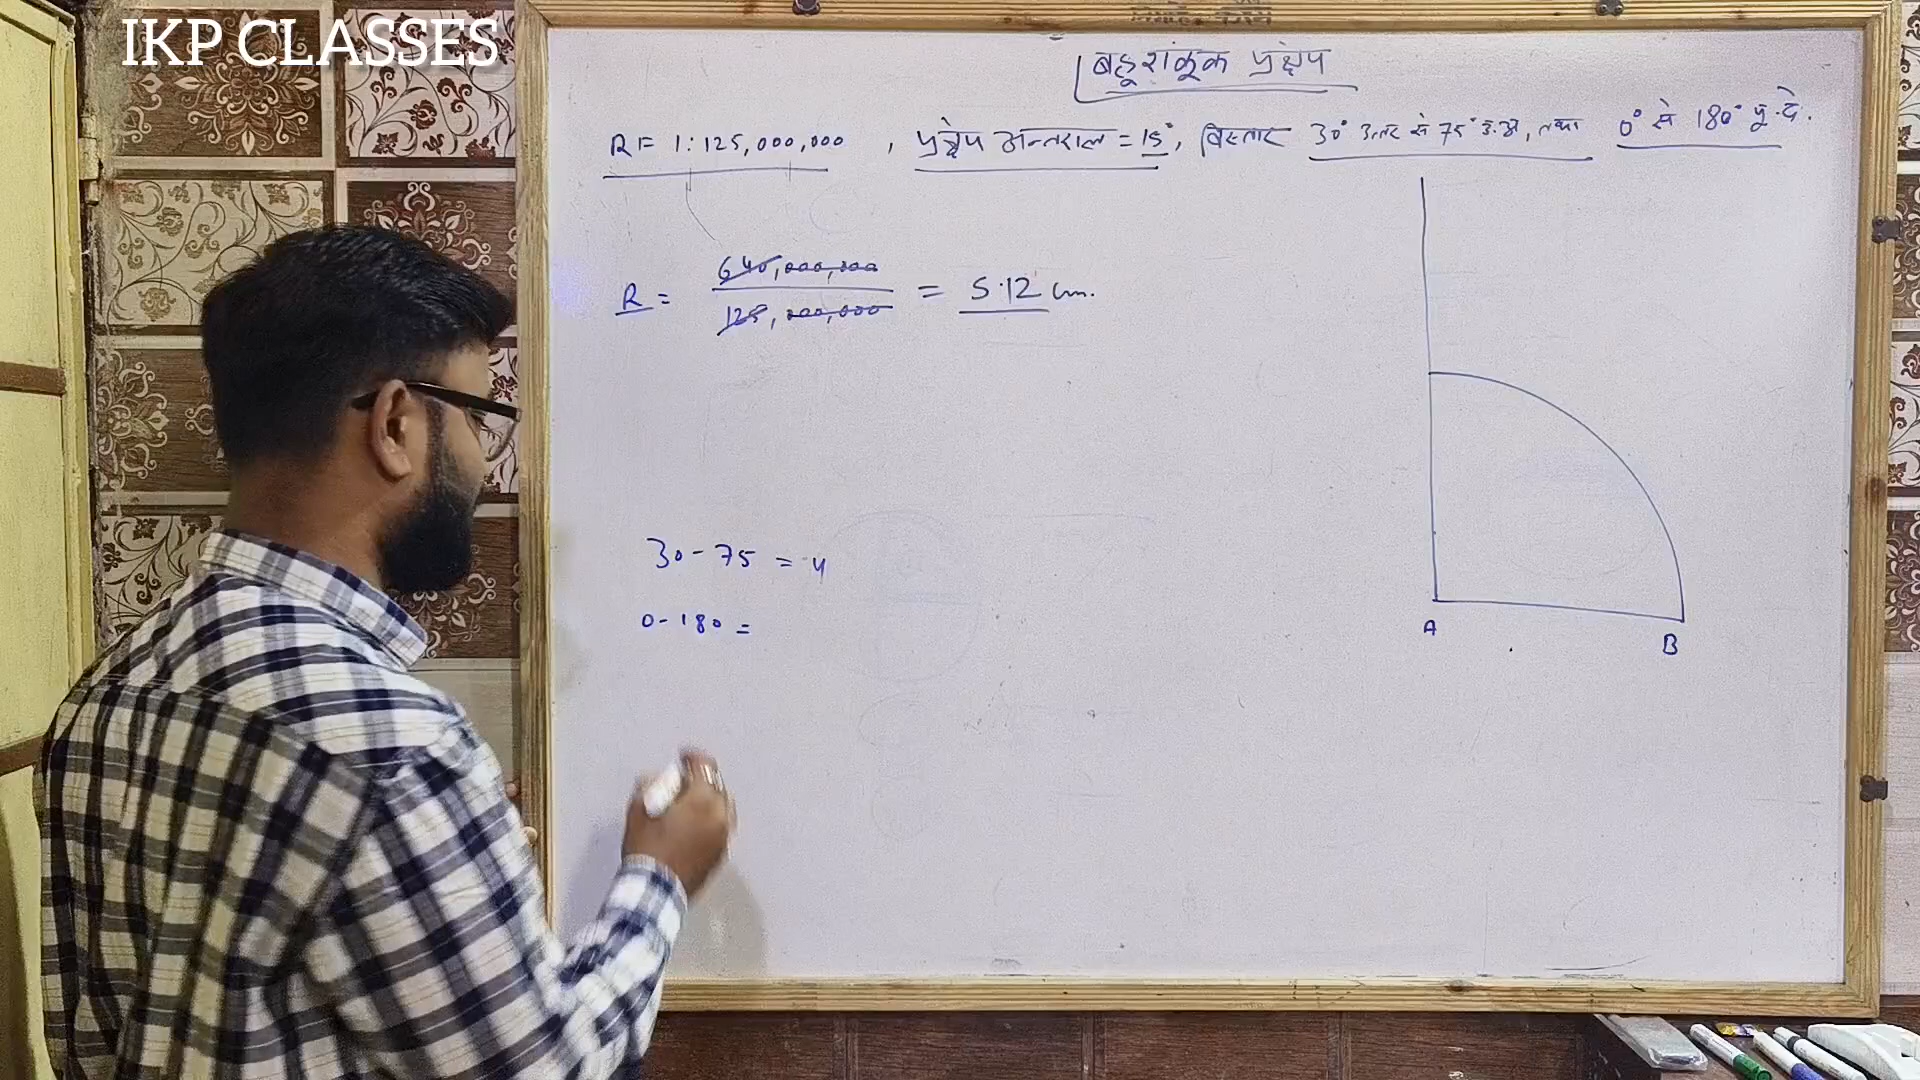 IKP CLASSES
बहुशंकुक प्रक्षेप
R.F = 1:125,000,000 , प्रक्षेप अन्तराल = 15°, विस्तार 30° उत्तर से 75° उ.अ, तथा 0° से 180° पू.दे.
R = 640,000,000 / 125,000,000 = 5.12 cm.
30 - 75 = 4
0 - 180 =
A
B